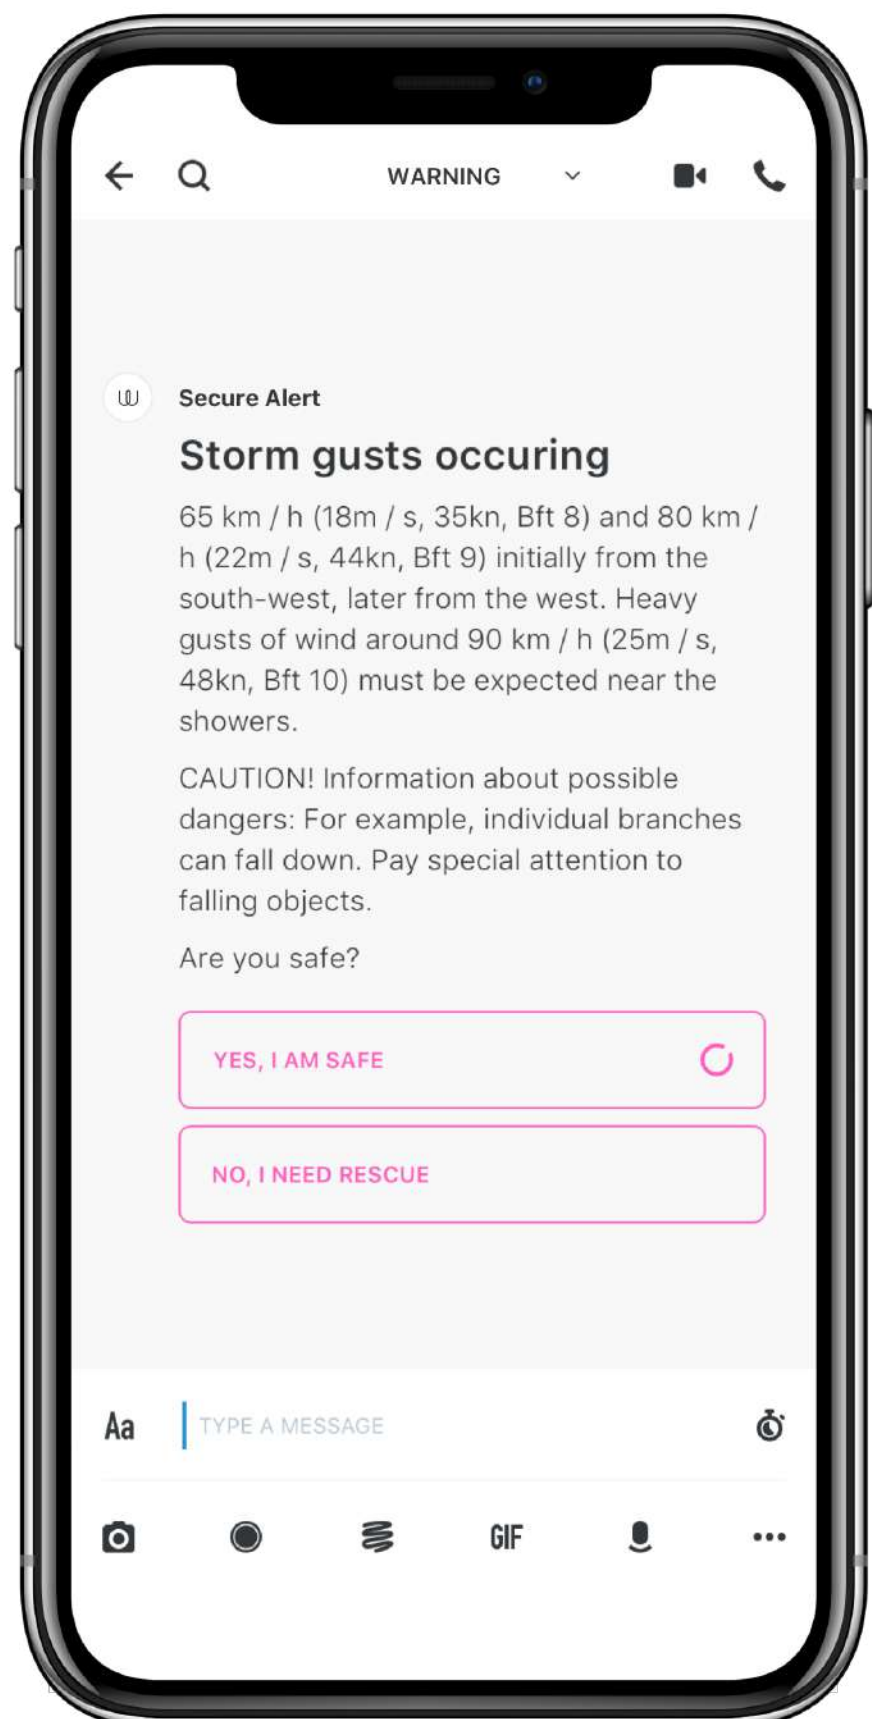 WARNING
Secure Alert
Storm gusts occuring
65 km / h (18m / s, 35kn, Bft 8) and 80 km /
h (22m / s, 44kn, Bft 9) initially from the
south-west, later from the west. Heavy
gusts of wind around 90 km / h (25m / s,
48kn, Bft 10) must be expected near the
showers.
CAUTION! Information about possible
dangers: For example, individual branches
can fall down. Pay special attention to
falling objects.
Are you safe?
YES, I AM SAFE
NO, I NEED RESCUE
Aa TYPE A MESSAGE
GIF